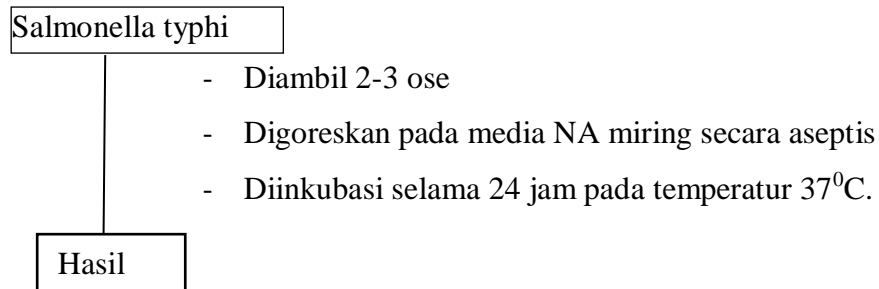 Salmonella typhi
- Diambil 2-3 ose
- Digoreskan pada media NA miring secara aseptis
- Diinkubasi selama 24 jam pada temperatur 37⁰C.
Hasil